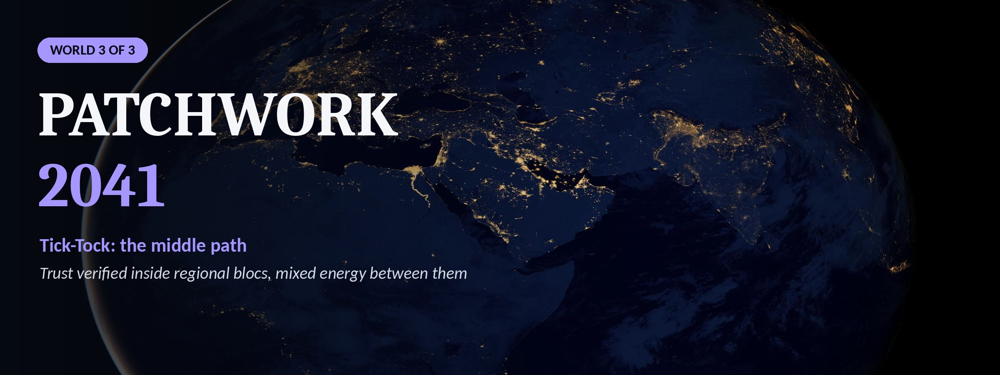 WORLD 3 OF 3
PATCHWORK
2041
Tick-Tock: the middle path
Trust verified inside regional blocs, mixed energy between them